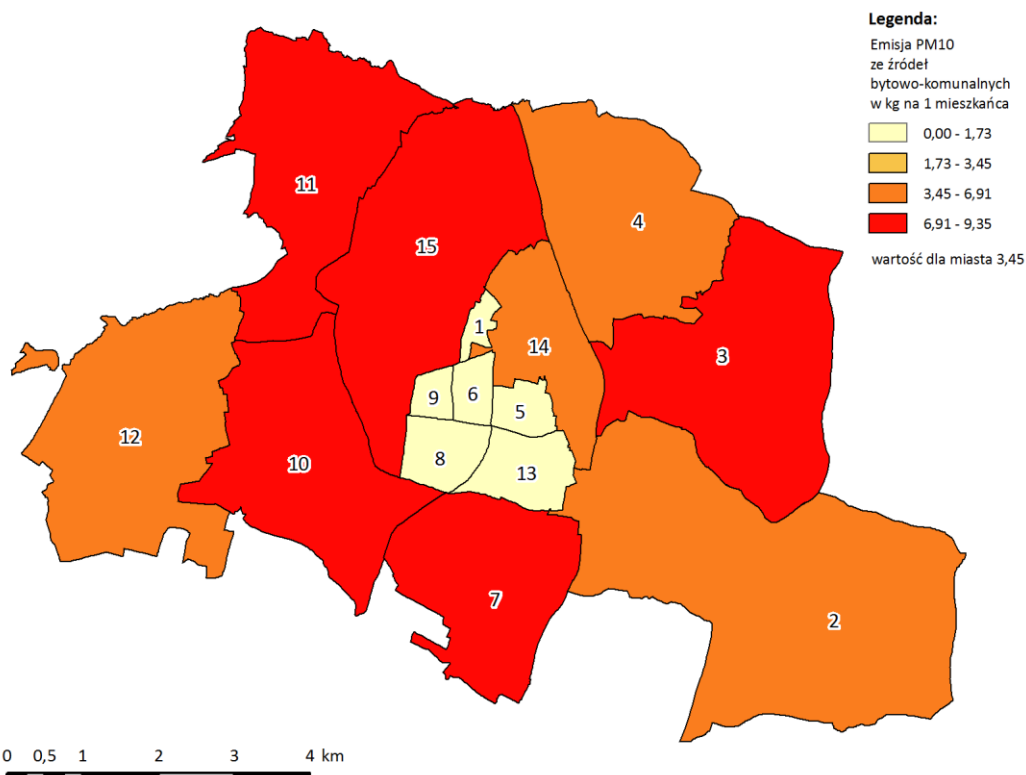 Legenda:
Emisja PM10
ze źródeł
bytowo-komunalnych
w kg na 1 mieszkańca
0,00 - 1,73
1,73 - 3,45
3,45 - 6,91
6,91 - 9,35
wartość dla miasta 3,45
11
4
15
1
14
3
6
9
5
12
8
10
13
7
2
0 0,5 1 2 3 4 km